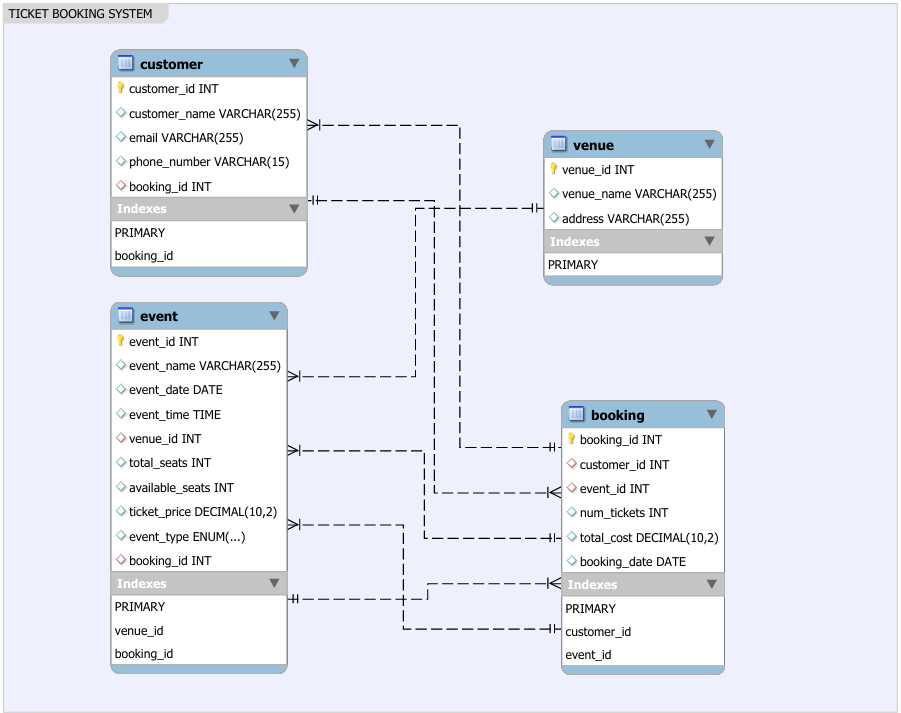 TICKET BOOKING SYSTEM
customer
customer_id INT
customer_name VARCHAR(255)
email VARCHAR(255)
phone_number VARCHAR(15)
booking_id INT
Indexes
PRIMARY
booking_id
venue
venue_id INT
venue_name VARCHAR(255)
address VARCHAR(255)
Indexes
PRIMARY
event
event_id INT
event_name VARCHAR(255)
event_date DATE
event_time TIME
venue_id INT
total_seats INT
available_seats INT
ticket_price DECIMAL(10,2)
event_type ENUM(...)
booking_id INT
Indexes
PRIMARY
venue_id
booking_id
booking
booking_id INT
customer_id INT
event_id INT
num_tickets INT
total_cost DECIMAL(10,2)
booking_date DATE
Indexes
PRIMARY
customer_id
event_id